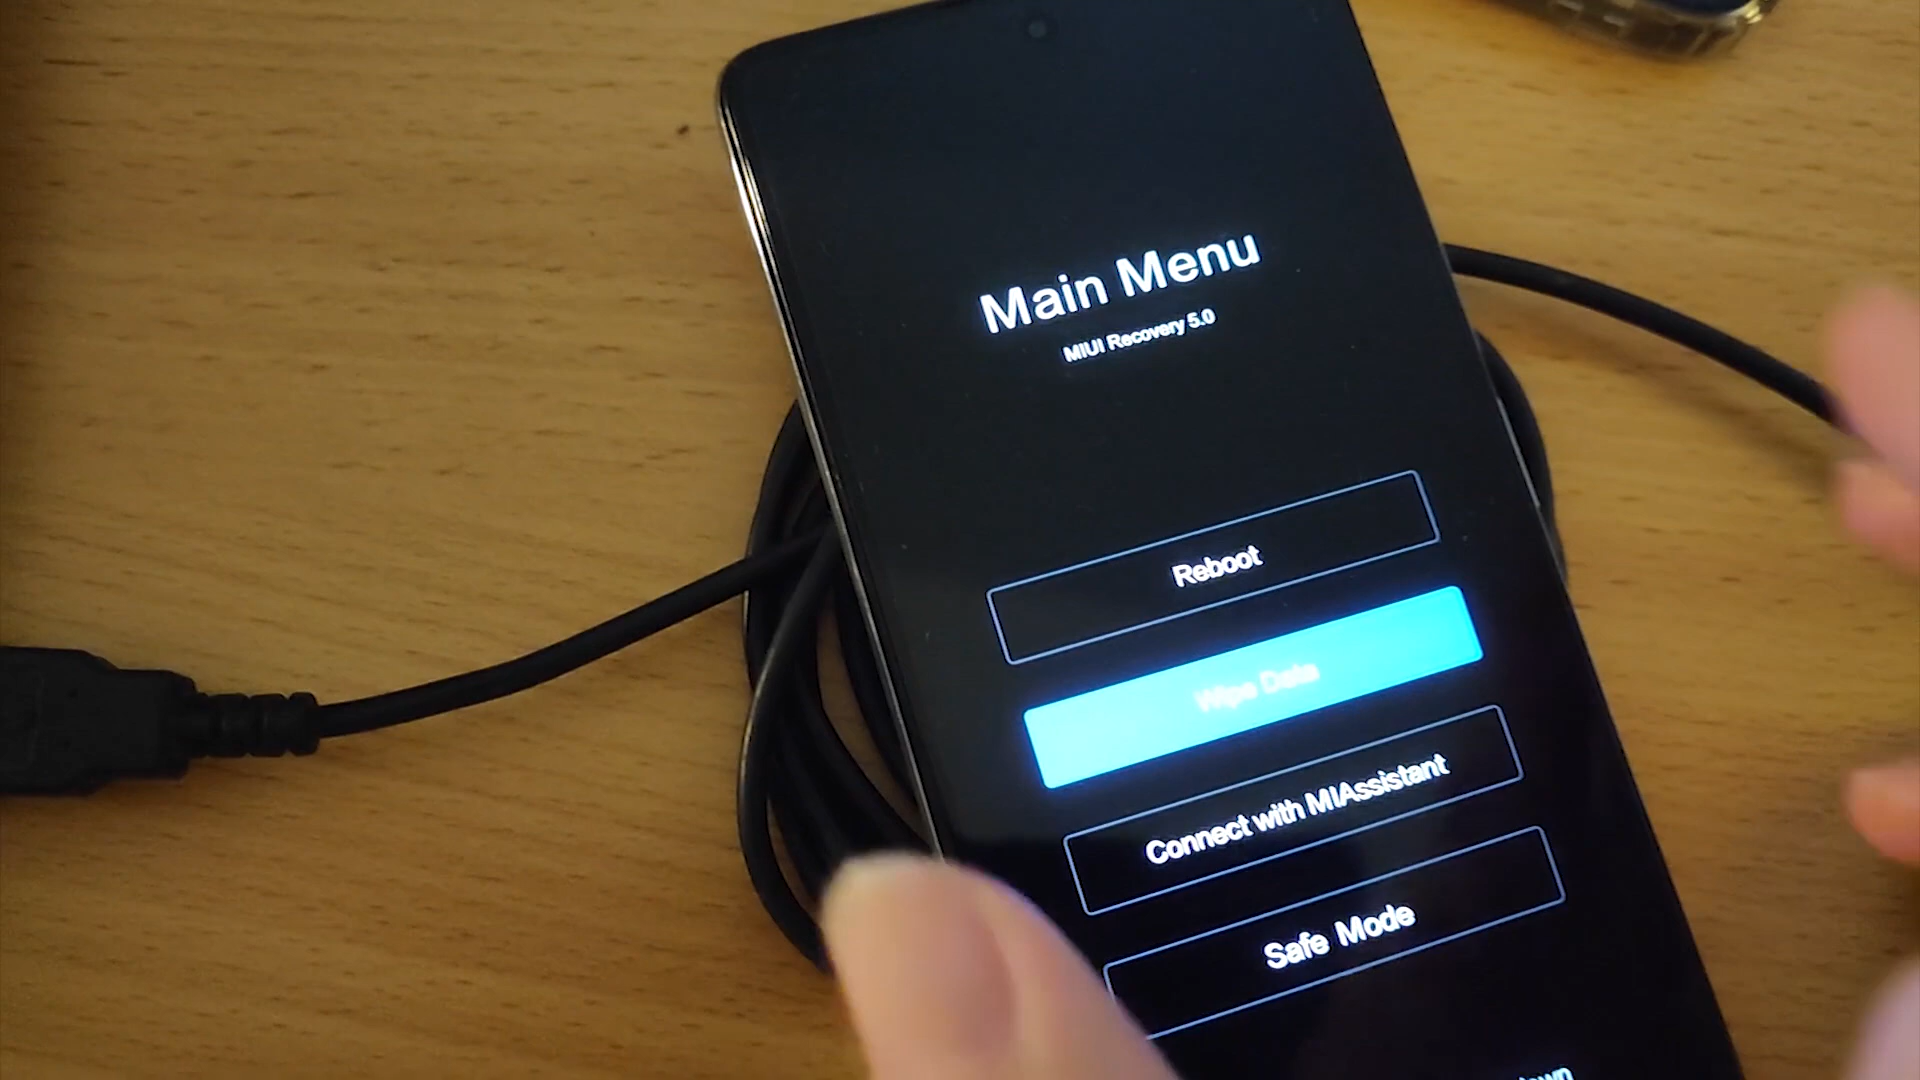 Main Menu
MIUI Recovery 5.0
Reboot
Wipe Data
Connect with MIAssistant
Safe Mode